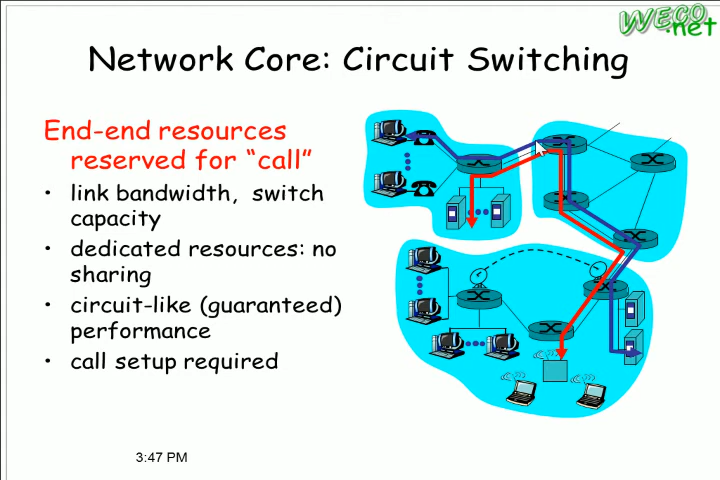 WECO
.net
Network Core: Circuit Switching
End-end resources
reserved for “call”
• link bandwidth, switch
capacity
• dedicated resources: no
sharing
• circuit-like (guaranteed)
performance
• call setup required
3:47 PM